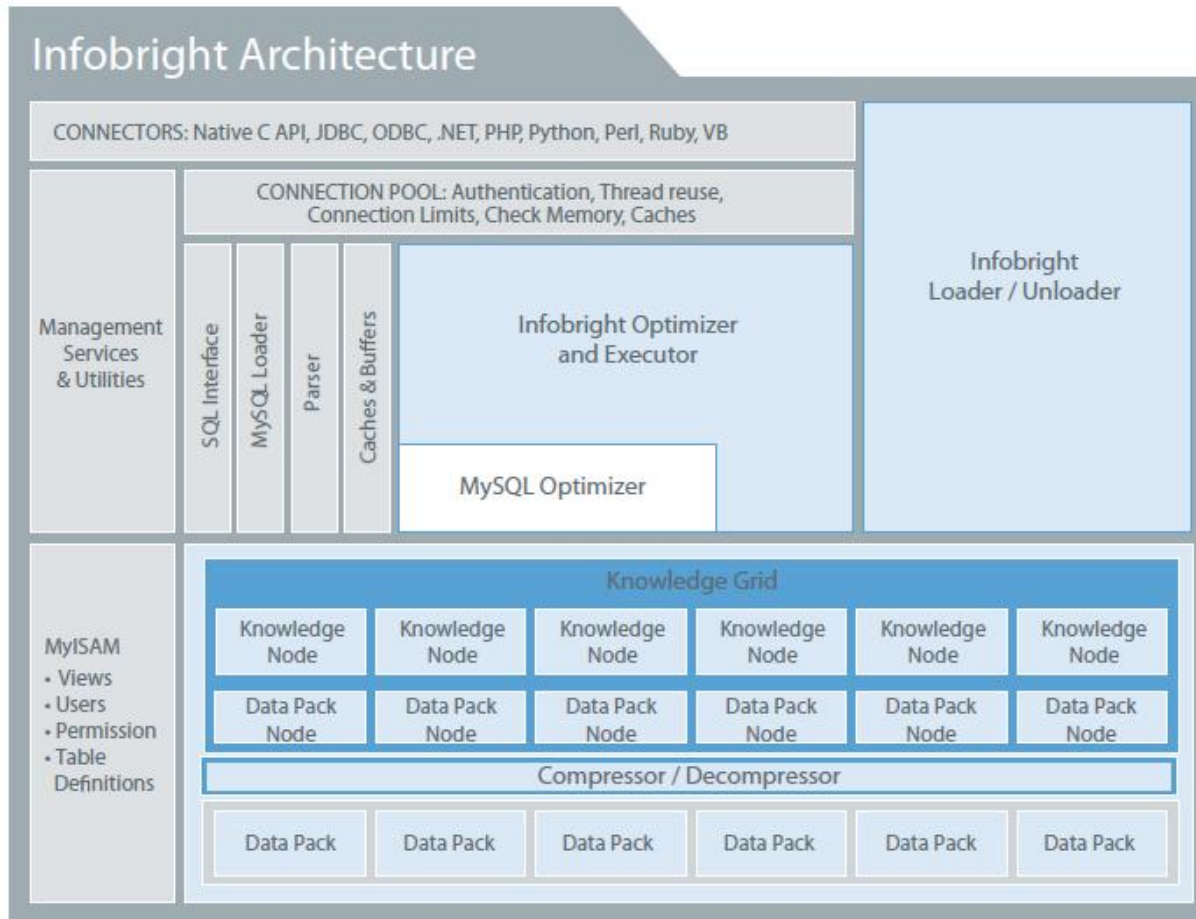 Infobright Architecture
CONNECTORS: Native C API, JDBC, ODBC, .NET, PHP, Python, Perl, Ruby, VB
CONNECTION POOL: Authentication, Thread reuse,
Connection Limits, Check Memory, Caches
Management
Services
& Utilities
SQL Interface
MySQL Loader
Parser
Caches & Buffers
Infobright Optimizer
and Executor
MySQL Optimizer
Infobright
Loader / Unloader
MyISAM
• Views
• Users
• Permission
• Table
Definitions
Knowledge Grid
Knowledge
Node
Knowledge
Node
Knowledge
Node
Knowledge
Node
Knowledge
Node
Knowledge
Node
Data Pack
Node
Data Pack
Node
Data Pack
Node
Data Pack
Node
Data Pack
Node
Data Pack
Node
Compressor / Decompressor
Data Pack
Data Pack
Data Pack
Data Pack
Data Pack
Data Pack